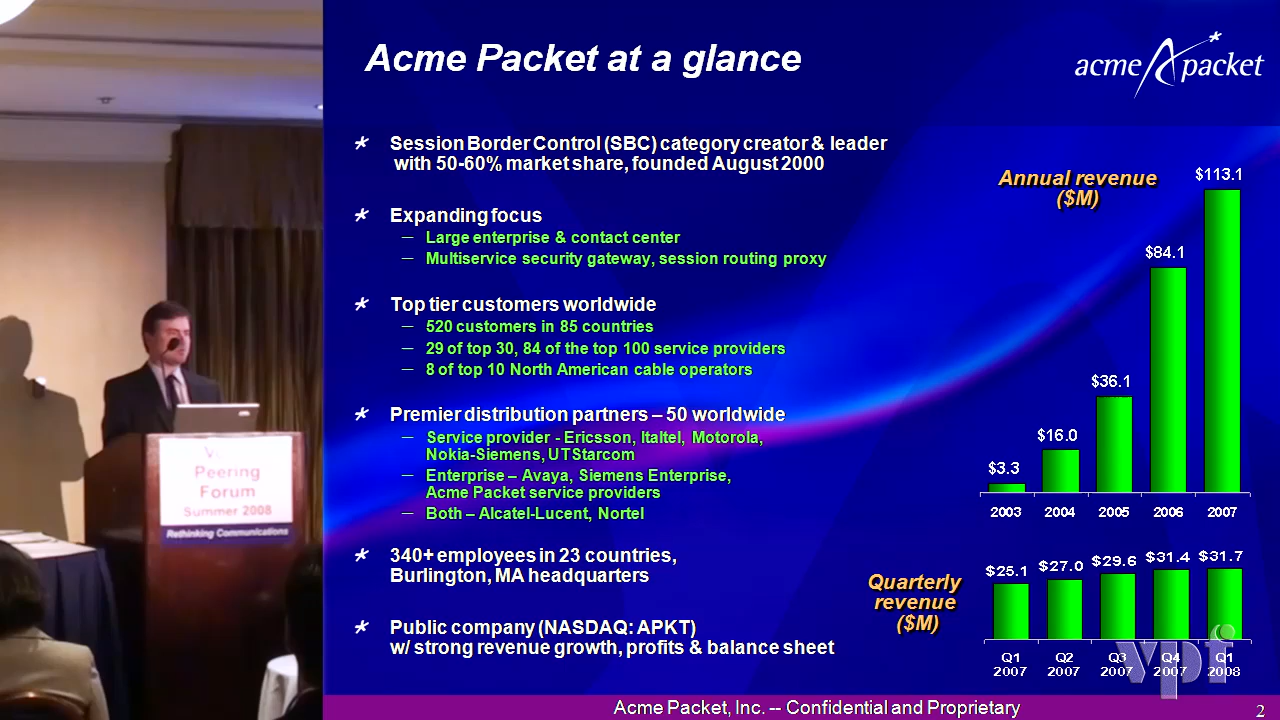 Acme Packet at a glance
acme packet
Session Border Control (SBC) category creator & leader
with 50-60% market share, founded August 2000
Expanding focus
– Large enterprise & contact center
– Multiservice security gateway, session routing proxy
Top tier customers worldwide
– 520 customers in 85 countries
– 29 of top 30, 84 of the top 100 service providers
– 8 of top 10 North American cable operators
Premier distribution partners – 50 worldwide
– Service provider - Ericsson, Italtel, Motorola,
Nokia-Siemens, UTStarcom
– Enterprise – Avaya, Siemens Enterprise,
Acme Packet service providers
– Both – Alcatel-Lucent, Nortel
340+ employees in 23 countries,
Burlington, MA headquarters
Public company (NASDAQ: APKT)
w/ strong revenue growth, profits & balance sheet
Annual revenue
($M)
$3.3 $16.0 $36.1 $84.1 $113.1
2003 2004 2005 2006 2007
Quarterly
revenue
($M)
$25.1 $27.0 $29.6 $31.4 $31.7
Q1 Q2 Q3 Q4 Q1
2007 2007 2007 2007 2008
vpf
Acme Packet, Inc. -- Confidential and Proprietary
2
Peering
Forum
Summer 2008
Rethinking Communications